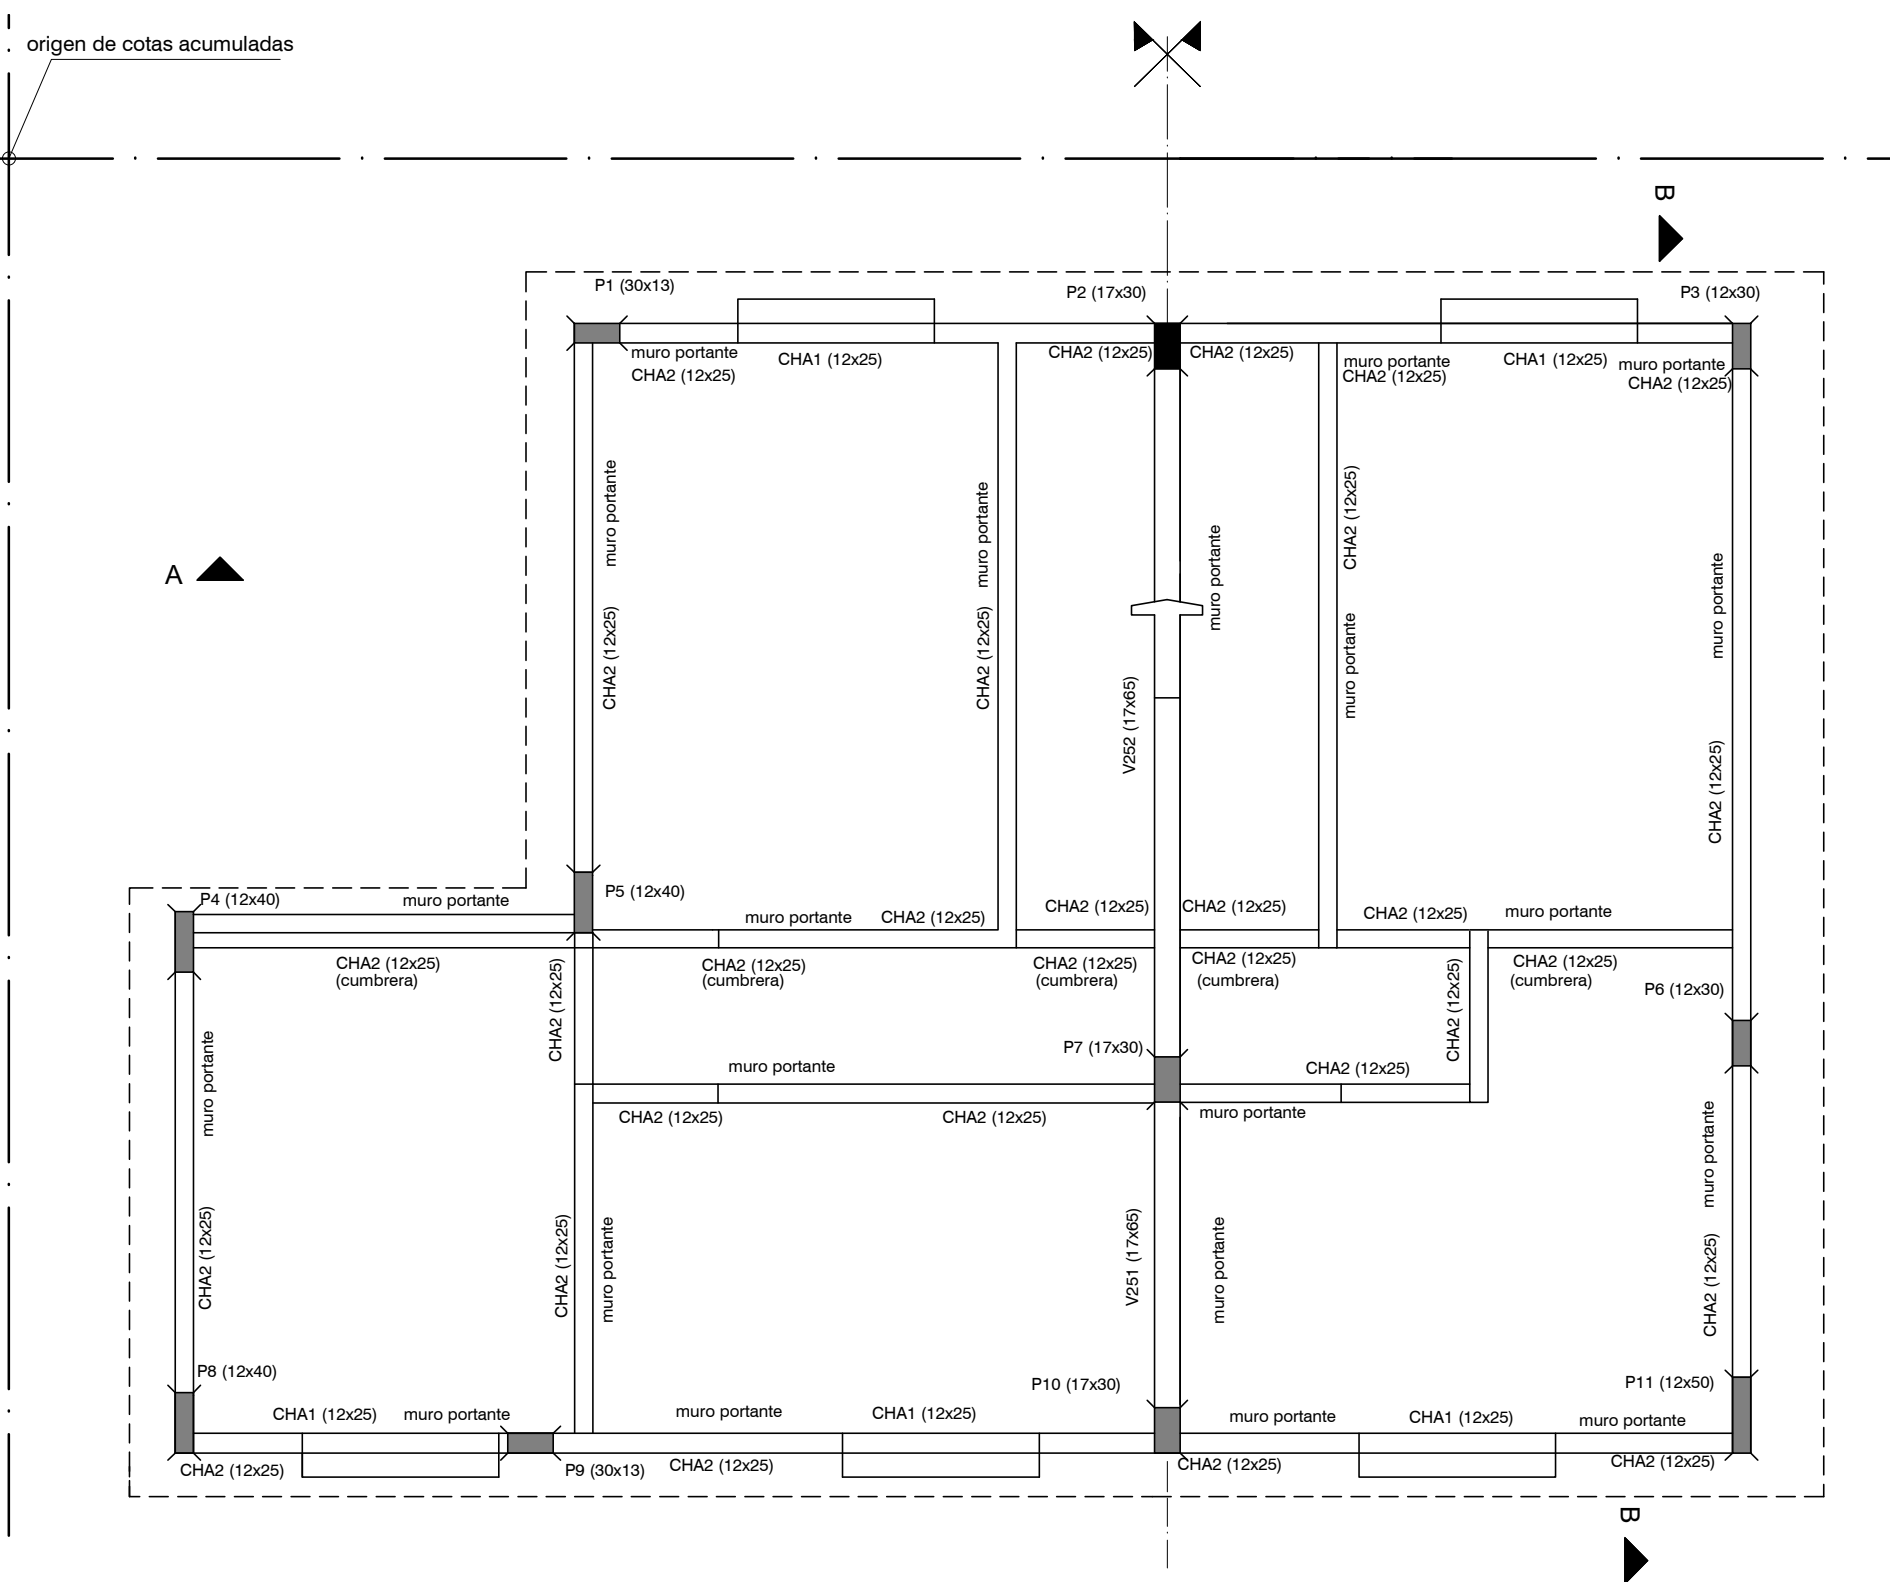 origen de cotas acumuladas
B
P1 (30x13)
P2 (17x30)
P3 (12x30)
muro portante
CHA2 (12x25)
CHA1 (12x25)
CHA2 (12x25)
CHA2 (12x25)
muro portante
CHA2 (12x25)
CHA1 (12x25)
muro portante
CHA2 (12x25)
muro portante
CHA2 (12x25)
muro portante
CHA2 (12x25)
muro portante
V252 (17x65)
CHA2 (12x25)
muro portante
muro portante
CHA2 (12x25)
A
P4 (12x40)
muro portante
P5 (12x40)
muro portante
CHA2 (12x25)
CHA2 (12x25)
CHA2 (12x25)
CHA2 (12x25)
muro portante
CHA2 (12x25)
(cumbrera)
CHA2 (12x25)
CHA2 (12x25)
(cumbrera)
CHA2 (12x25)
(cumbrera)
CHA2 (12x25)
(cumbrera)
CHA2 (12x25)
CHA2 (12x25)
(cumbrera)
P6 (12x30)
P7 (17x30)
muro portante
muro portante
CHA2 (12x25)
CHA2 (12x25)
CHA2 (12x25)
muro portante
muro portante
CHA2 (12x25)
CHA2 (12x25)
muro portante
V251 (17x65)
muro portante
CHA2 (12x25)
P8 (12x40)
P10 (17x30)
P11 (12x50)
CHA1 (12x25)
muro portante
muro portante
CHA1 (12x25)
muro portante
CHA1 (12x25)
muro portante
CHA2 (12x25)
P9 (30x13)
CHA2 (12x25)
CHA2 (12x25)
CHA2 (12x25)
B